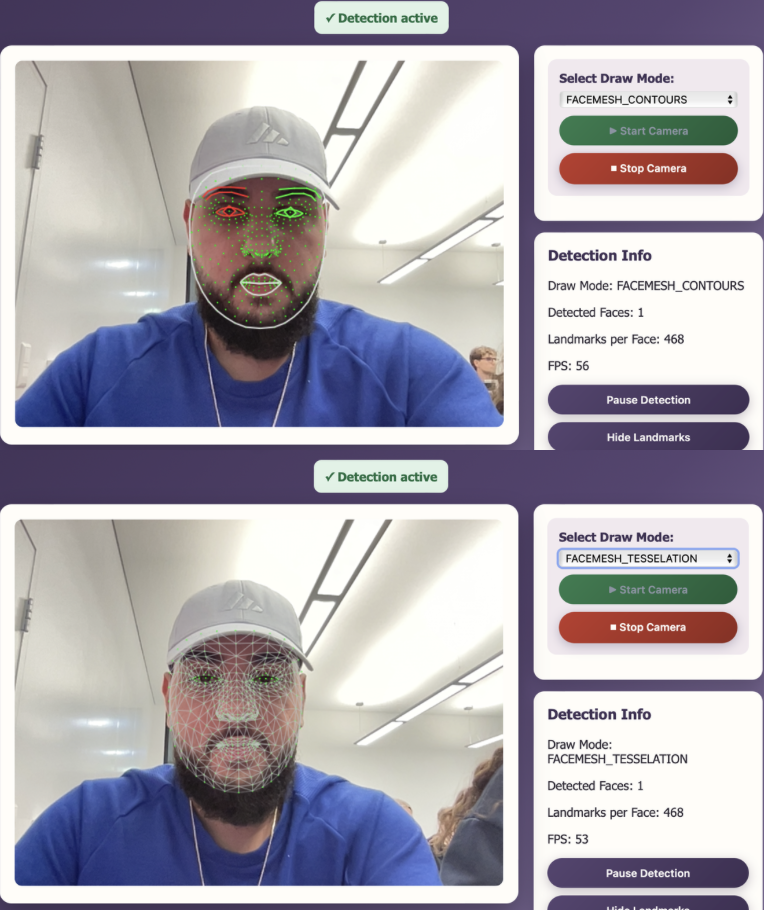 ✓ Detection active
Select Draw Mode:
FACEMESH_CONTOURS
▶ Start Camera
■ Stop Camera
Detection Info
Draw Mode: FACEMESH_CONTOURS
Detected Faces: 1
Landmarks per Face: 468
FPS: 56
Pause Detection
Hide Landmarks
✓ Detection active
Select Draw Mode:
FACEMESH_TESSELATION
▶ Start Camera
■ Stop Camera
Detection Info
Draw Mode:
FACEMESH_TESSELATION
Detected Faces: 1
Landmarks per Face: 468
FPS: 53
Pause Detection
Hide Landmarks